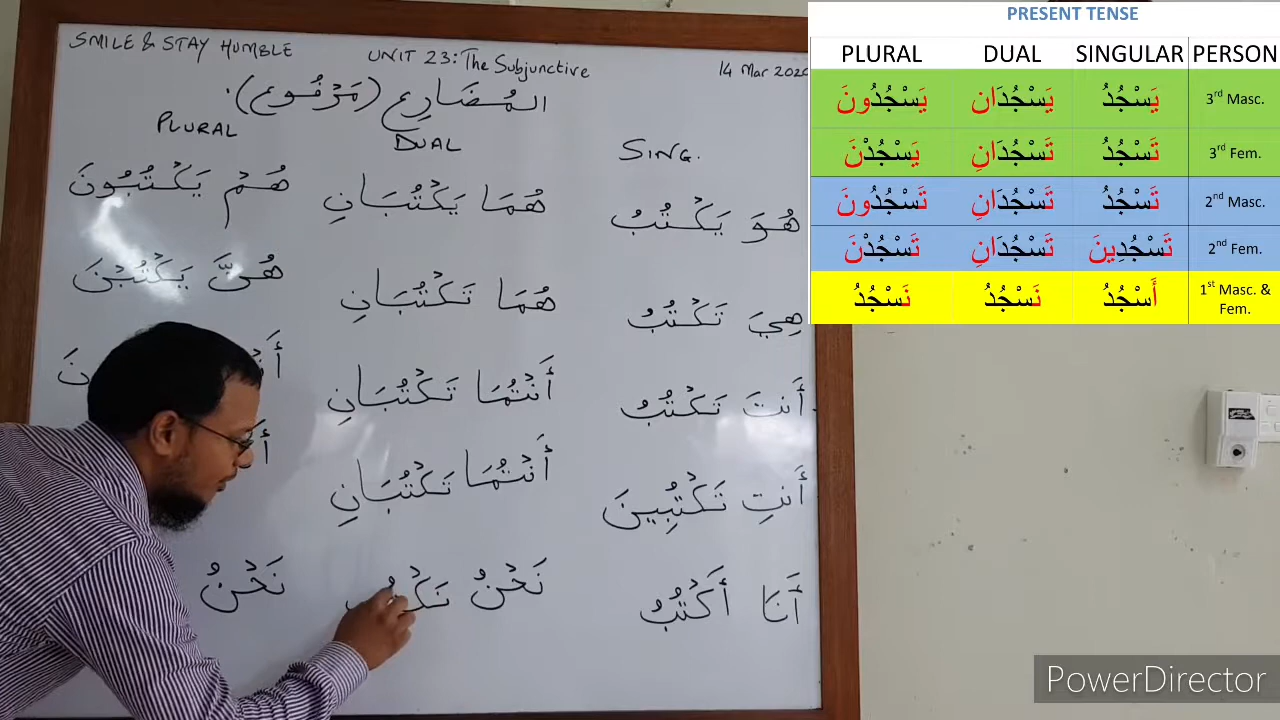 SMILE & STAY HUMBLE
UNIT 23: The Subjunctive
14 Mar 2020
المُضَارِع (مَرْفُوع).
PLURAL
DUAL
SING.
هُوَ يَكْتُبُ
هُمَا يَكْتُبَانِ
هُمْ يَكْتُبُونَ
هِيَ تَكْتُبُ
هُمَا تَكْتُبَانِ
هُنَّ يَكْتُبْنَ
أَنتَ تَكْتُبُ
أَنْتُمَا تَكْتُبَانِ
أَنتِ تَكْتُبِينَ
أَنْتُمَا تَكْتُبَانِ
أَنَا أَكْتُبُ
نَحْنُ
نَحْنُ
PRESENT TENSE
PLURAL DUAL SINGULAR PERSON
يَسْجُدُونَ يَسْجُدَانِ يَسْجُدُ 3rd Masc.
يَسْجُدْنَ تَسْجُدَانِ تَسْجُدُ 3rd Fem.
تَسْجُدُونَ تَسْجُدَانِ تَسْجُدُ 2nd Masc.
تَسْجُدْنَ تَسْجُدَانِ تَسْجُدِينَ 2nd Fem.
نَسْجُدُ نَسْجُدُ أَسْجُدُ 1st Masc. & Fem.
PowerDirector